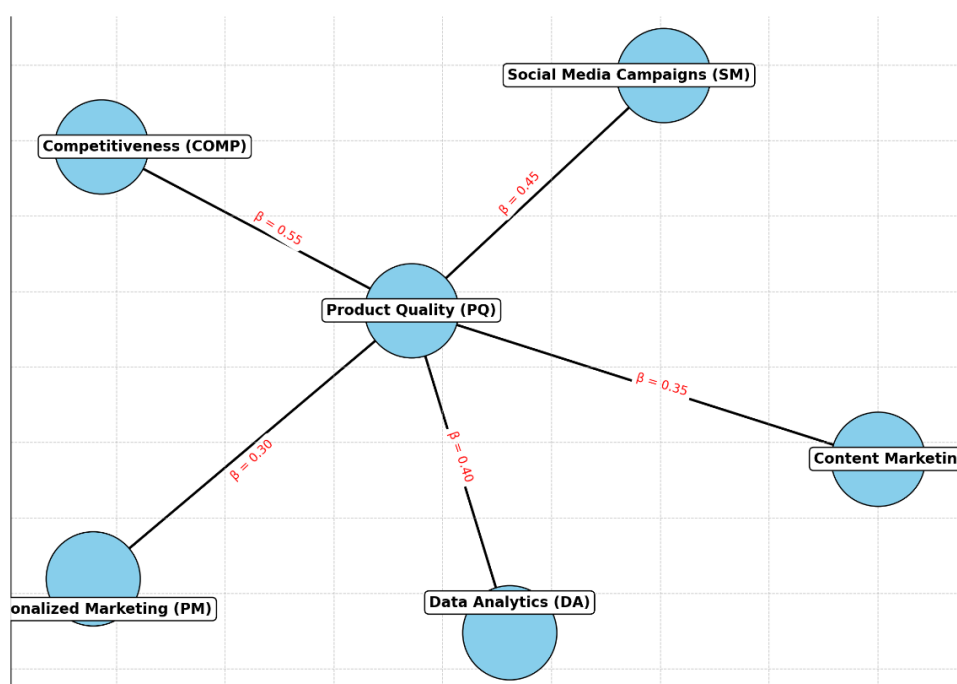 Social Media Campaigns (SM)
Competitiveness (COMP)
β = 0.45
β = 0.55
Product Quality (PQ)
β = 0.35
β = 0.30
β = 0.40
Content Marketin
Data Analytics (DA)
onalized Marketing (PM)